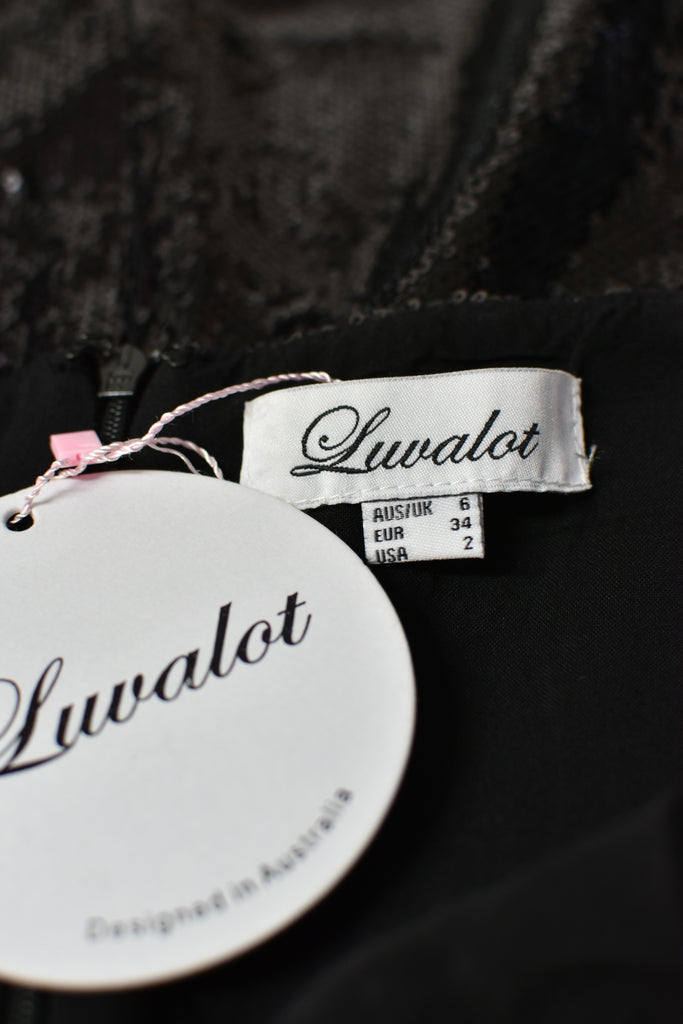 Luvalot
AUS/UK 6
EUR 34
USA 2
Luvalot
Designed in Australia